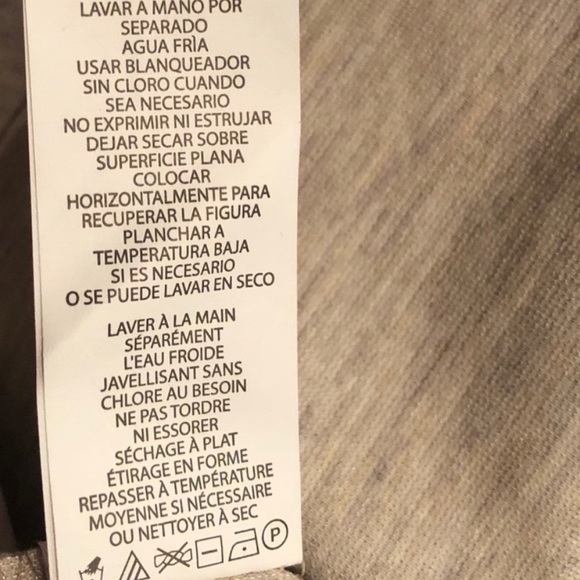 LAVAR A MANO POR
SEPARADO
AGUA FRÌA
USAR BLANQUEADOR
SIN CLORO CUANDO
SEA NECESARIO
NO EXPRIMIR NI ESTRUJAR
DEJAR SECAR SOBRE
SUPERFICIE PLANA
COLOCAR
HORIZONTALMENTE PARA
RECUPERAR LA FIGURA
PLANCHAR A
TEMPERATURA BAJA
SI ES NECESARIO
O SE PUEDE LAVAR EN SECO
LAVER À LA MAIN
SÉPARÉMENT
L'EAU FROIDE
JAVELLISANT SANS
CHLORE AU BESOIN
NE PAS TORDRE
NI ESSORER
SÉCHAGE À PLAT
ÉTIRAGE EN FORME
REPASSER À TEMPÉRATURE
MOYENNE SI NÉCESSAIRE
OU NETTOYER À SEC
P